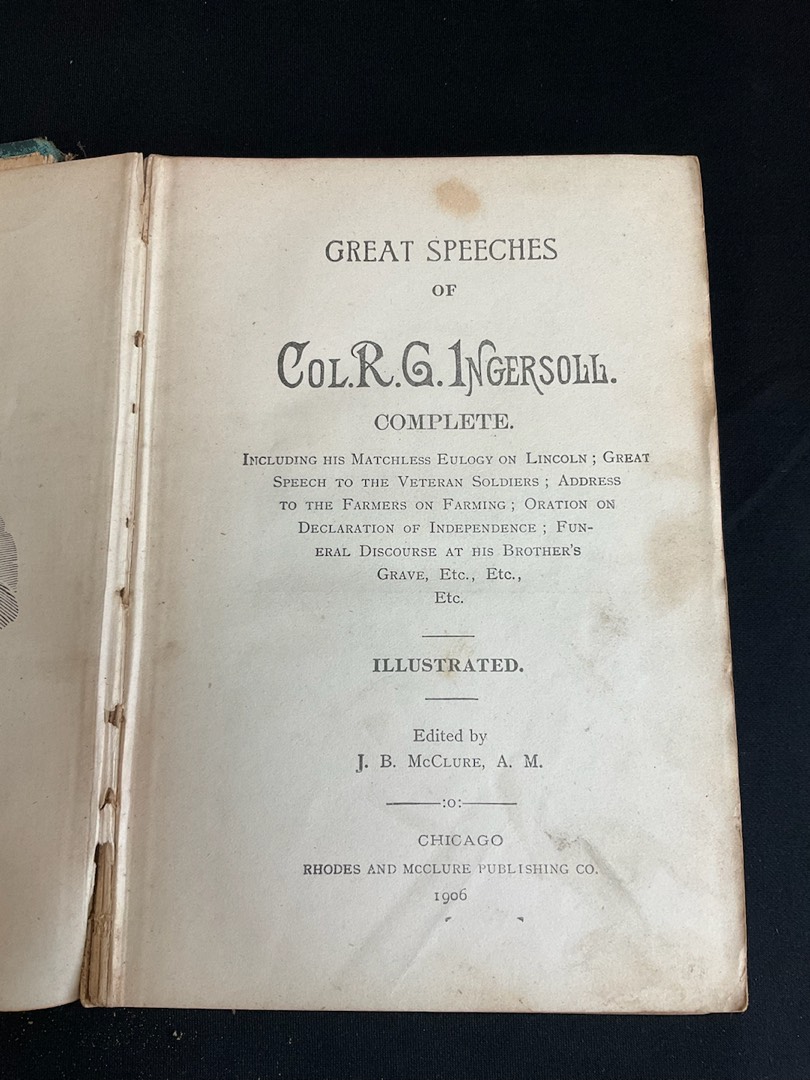 GREAT SPEECHES
OF
COL. R. G. INGERSOLL.
COMPLETE.
INCLUDING HIS MATCHLESS EULOGY ON LINCOLN ; GREAT
SPEECH TO THE VETERAN SOLDIERS ; ADDRESS
TO THE FARMERS ON FARMING ; ORATION ON
DECLARATION OF INDEPENDENCE ; FUN-
ERAL DISCOURSE AT HIS BROTHER'S
GRAVE, ETC., ETC.,
ETC.
ILLUSTRATED.
Edited by
J. B. MCCLURE, A. M.
:o:
CHICAGO
RHODES AND MCCLURE PUBLISHING CO.
1906